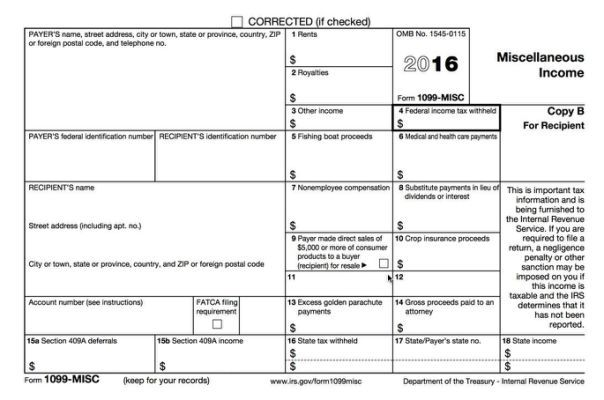 CORRECTED (if checked)
PAYER'S name, street address, city or town, state or province, country, ZIP
or foreign postal code, and telephone no.
1 Rents
$
OMB No. 1545-0115
2016
Form 1099-MISC
Miscellaneous
Income
2 Royalties
$
3 Other income
$
4 Federal income tax withheld
$
Copy B
For Recipient
PAYER'S federal identification number
RECIPIENT'S identification number
5 Fishing boat proceeds
$
6 Medical and health care payments
$
RECIPIENT'S name
7 Nonemployee compensation
$
8 Substitute payments in lieu of
dividends or interest
$
This is important tax
information and is
being furnished to
the Internal Revenue
Service. If you are
required to file a
return, a negligence
penalty or other
sanction may be
imposed on you if
this income is
taxable and the IRS
determines that it
has not been
reported.
Street address (including apt. no.)
9 Payer made direct sales of
$5,000 or more of consumer
products to a buyer
(recipient) for resale ▶
10 Crop insurance proceeds
$
City or town, state or province, country, and ZIP or foreign postal code
11
12
Account number (see instructions)
FATCA filing
requirement
13 Excess golden parachute
payments
$
14 Gross proceeds paid to an
attorney
$
15a Section 409A deferrals
$
15b Section 409A income
$
16 State tax withheld
$
$
17 State/Payer's state no.
18 State income
$
$
Form 1099-MISC
(keep for your records)
www.irs.gov/form1099misc
Department of the Treasury - Internal Revenue Service